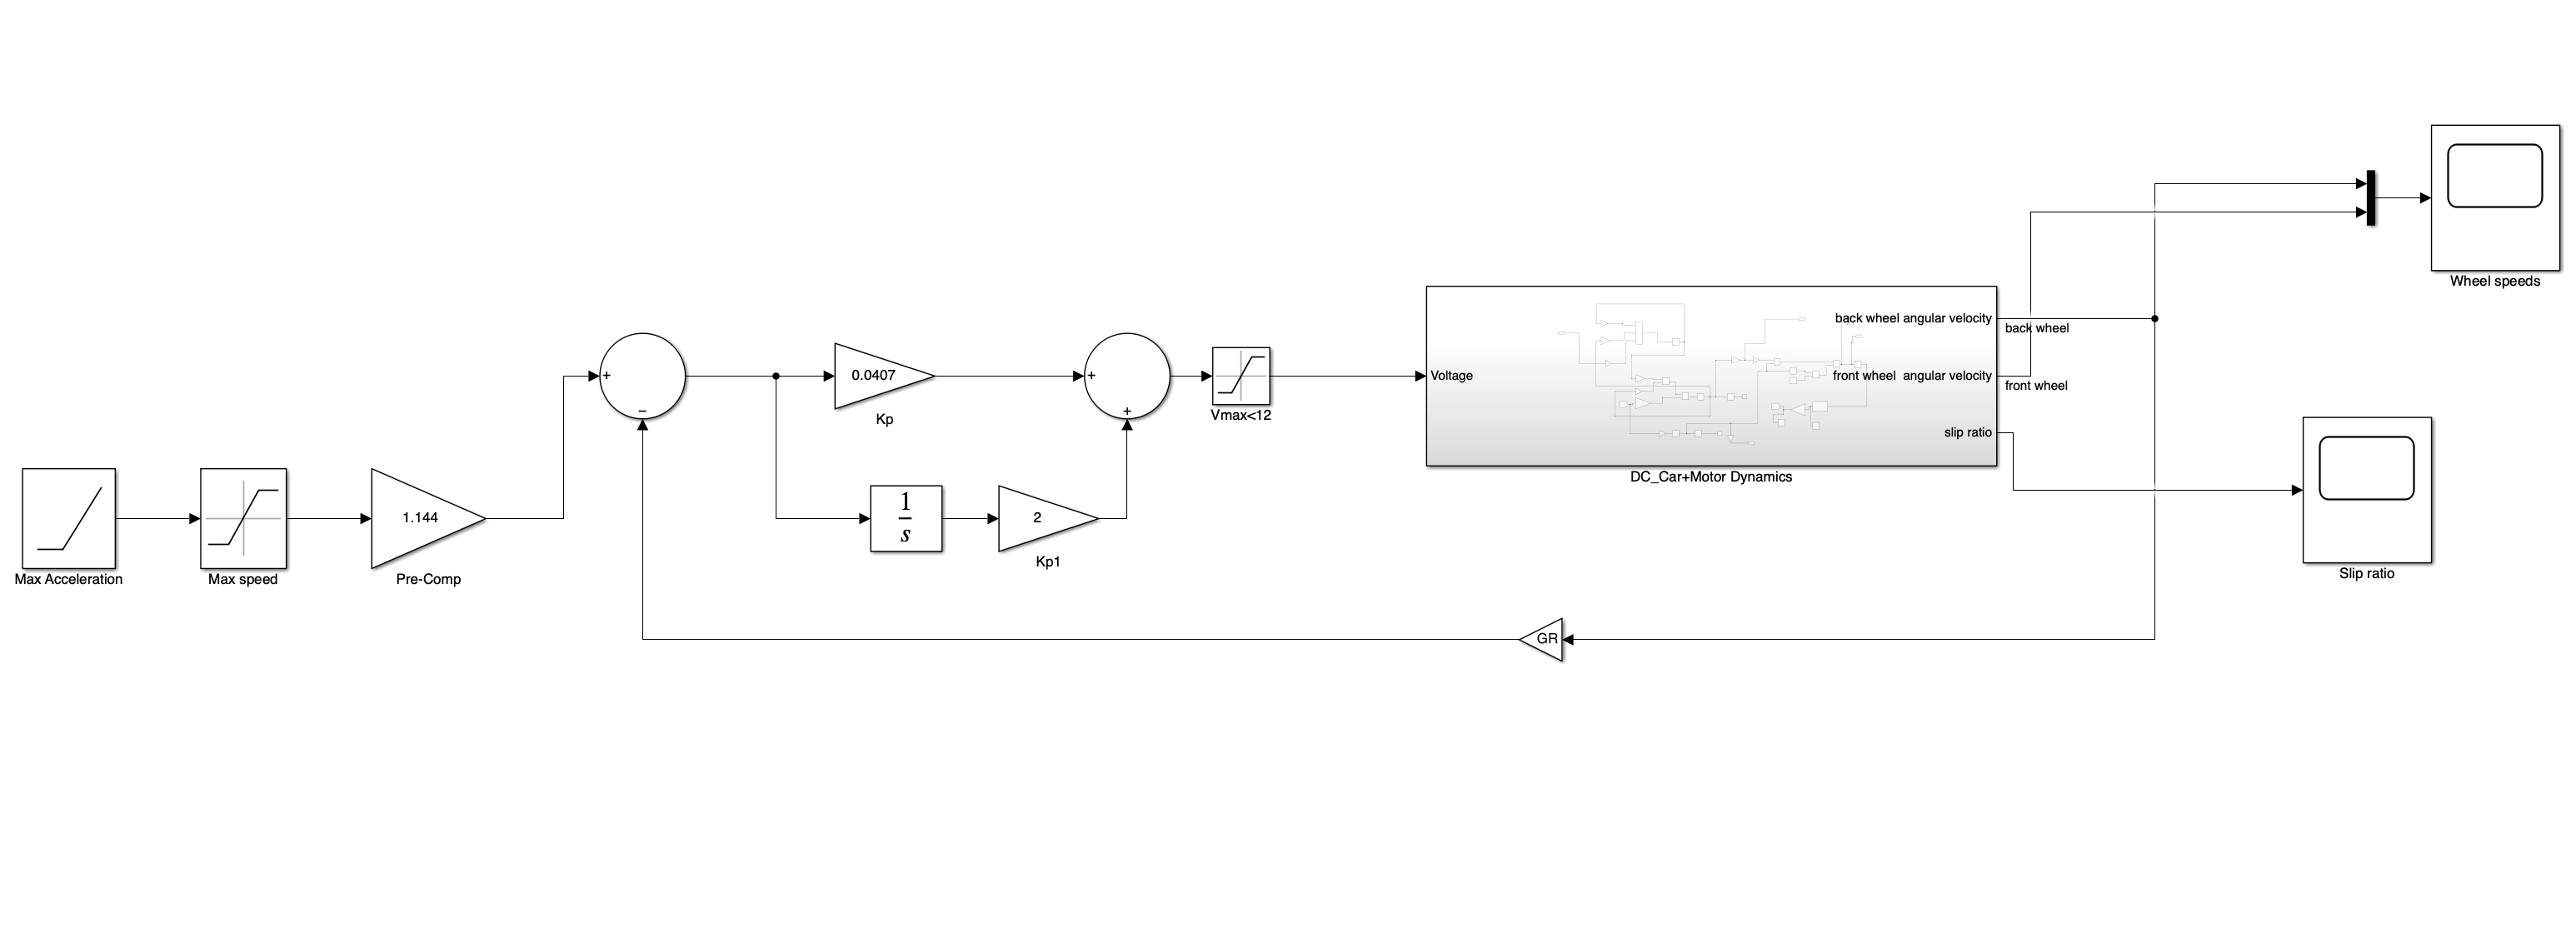 Wheel speeds
back wheel angular velocity
back wheel
+
0.0407
+
Voltage
front wheel  angular velocity
front wheel
−
Kp
+
Vmax<12
slip ratio
DC_Car+Motor Dynamics
1.144
1
s
2
Max Acceleration
Max speed
Pre-Comp
Kp1
Slip ratio
GR